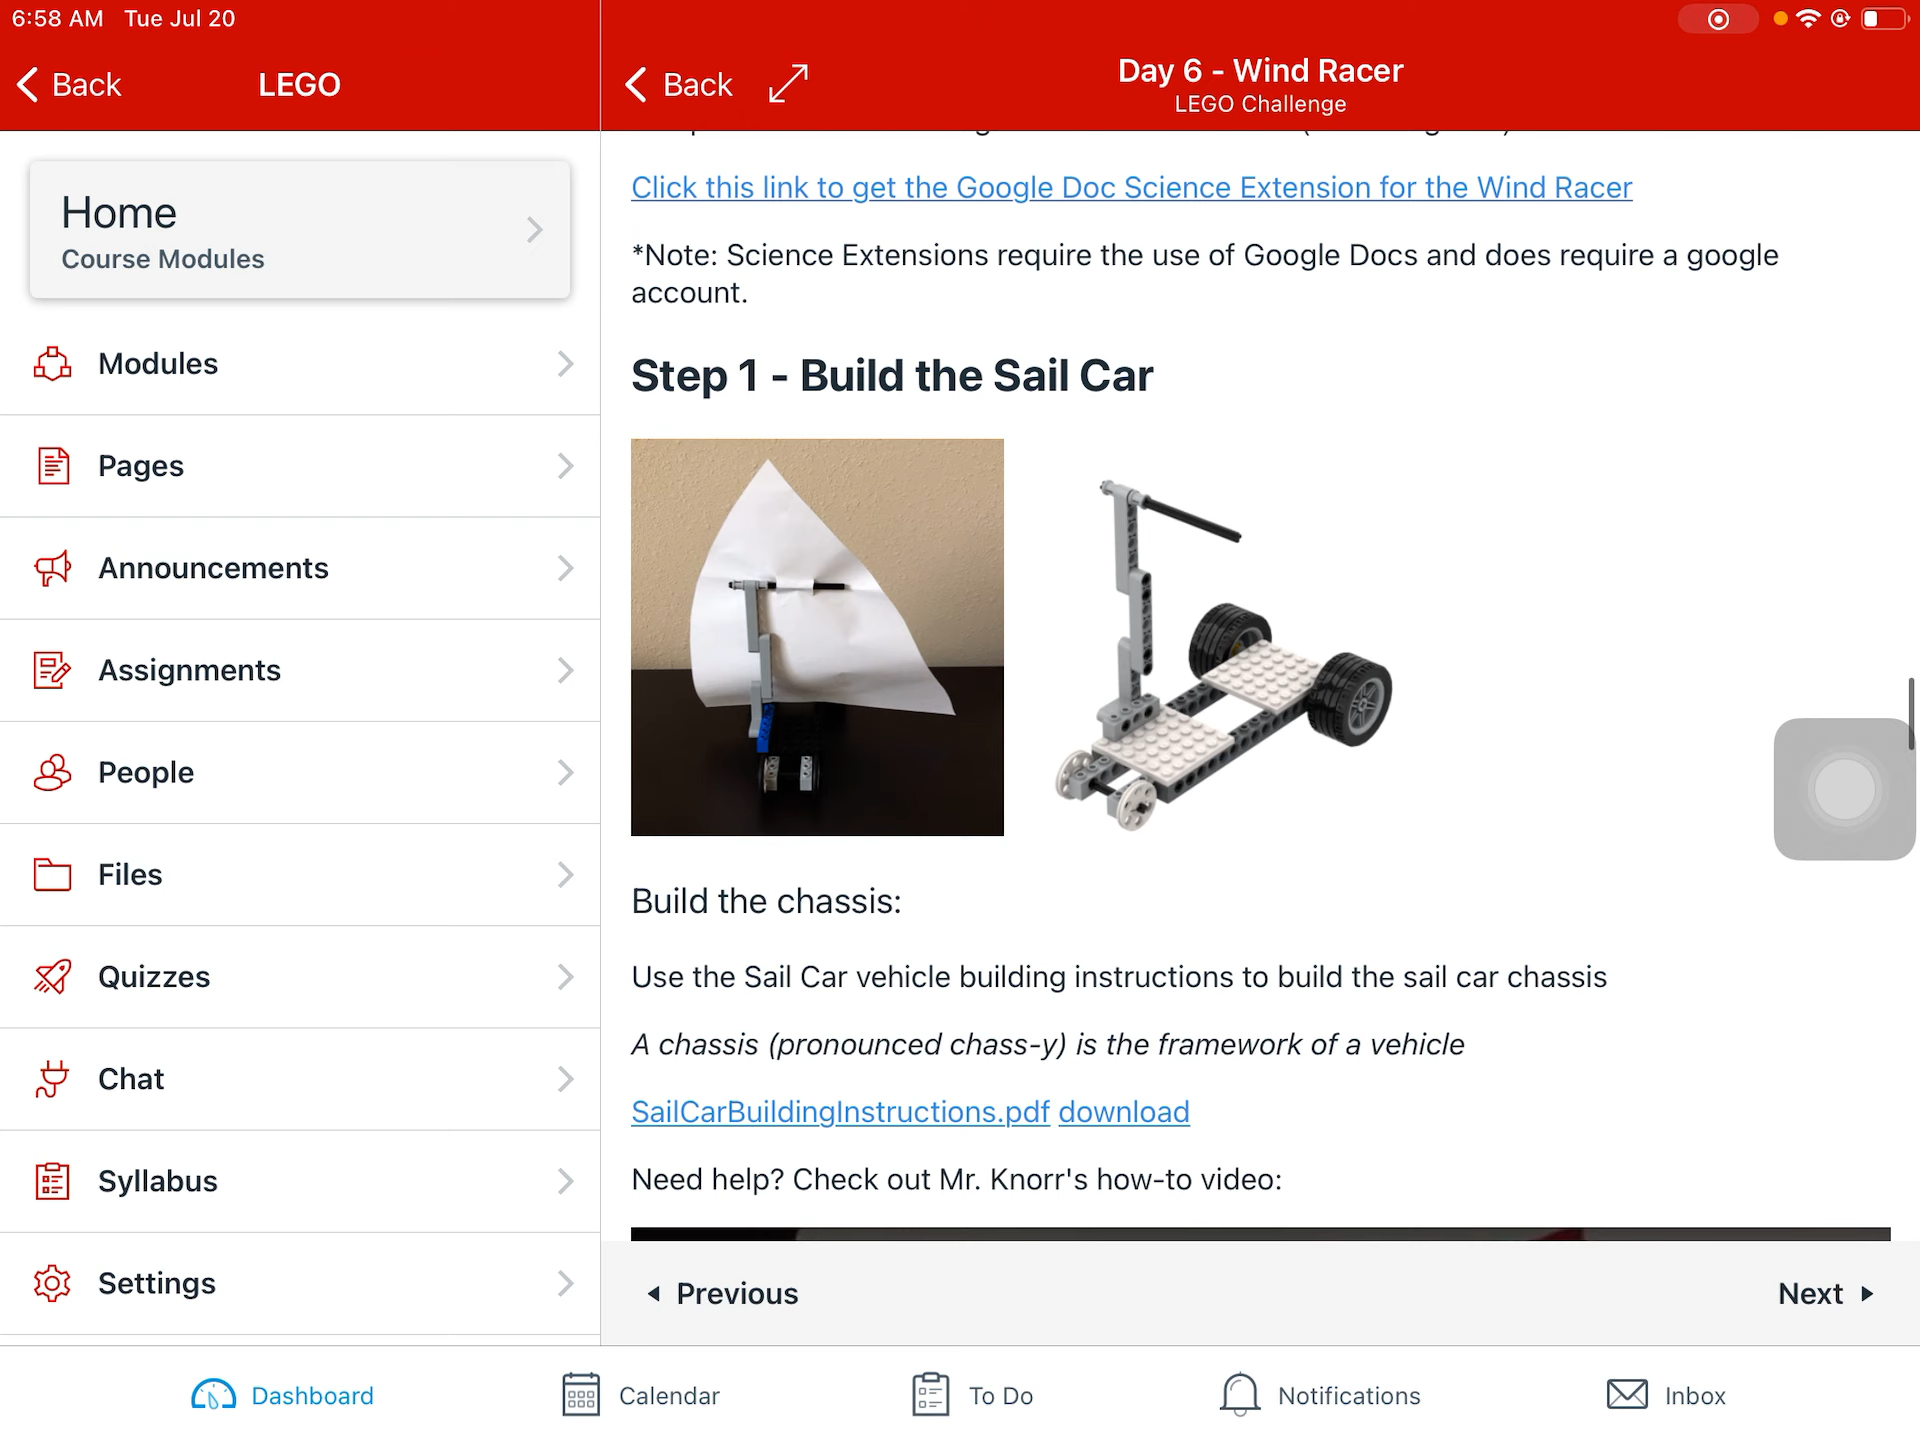 6:58 AM Tue Jul 20
Back
LEGO
Back
Day 6 - Wind Racer
LEGO Challenge
Home
Course Modules
Modules
Pages
Announcements
Assignments
People
Files
Quizzes
Chat
Syllabus
Settings
Click this link to get the Google Doc Science Extension for the Wind Racer
*Note: Science Extensions require the use of Google Docs and does require a google
account.
Step 1 - Build the Sail Car
Build the chassis:
Use the Sail Car vehicle building instructions to build the sail car chassis
A chassis (pronounced chass-y) is the framework of a vehicle
SailCarBuildingInstructions.pdf download
Need help? Check out Mr. Knorr's how-to video:
Previous
Next
Dashboard
Calendar
To Do
Notifications
Inbox